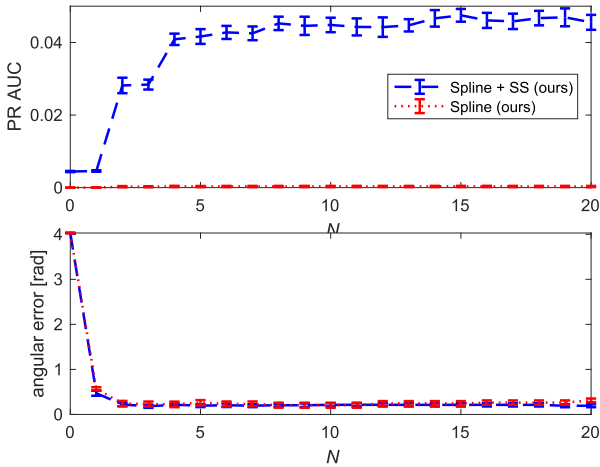 0.04
0.02
0
PR AUC
Spline + SS (ours)
Spline (ours)
0 5 10 15 20
N
4
3
2
1
0
angular error [rad]
0 5 10 15 20
N